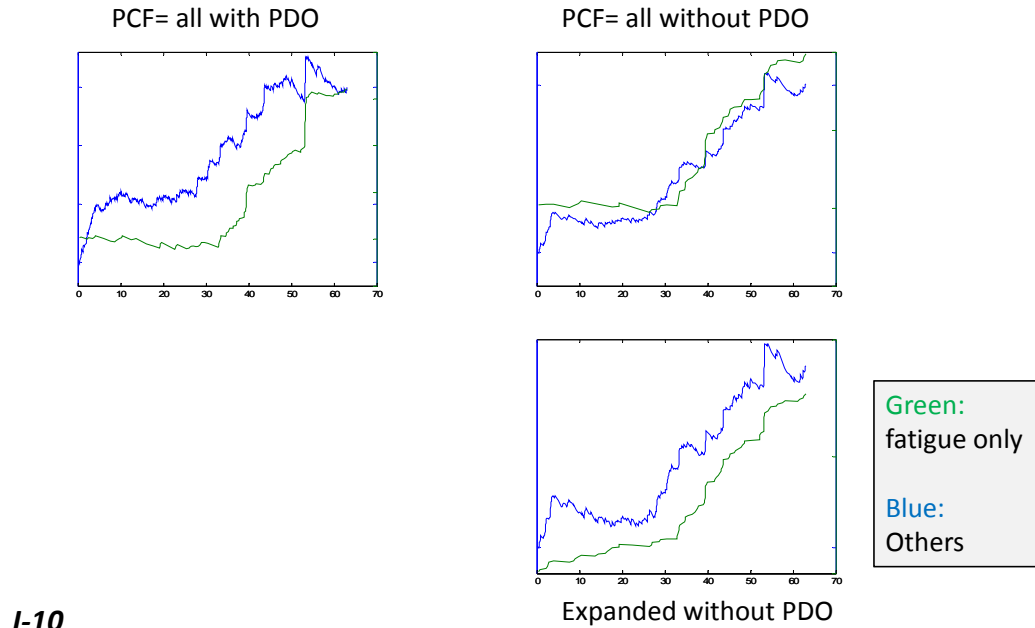 PCF= all with PDO
PCF= all without PDO
0 10 20 30 40 50 60 70
0 10 20 30 40 50 60 70
0 10 20 30 40 50 60 70
Green:
fatigue only
Blue:
Others
Expanded without PDO
I-10